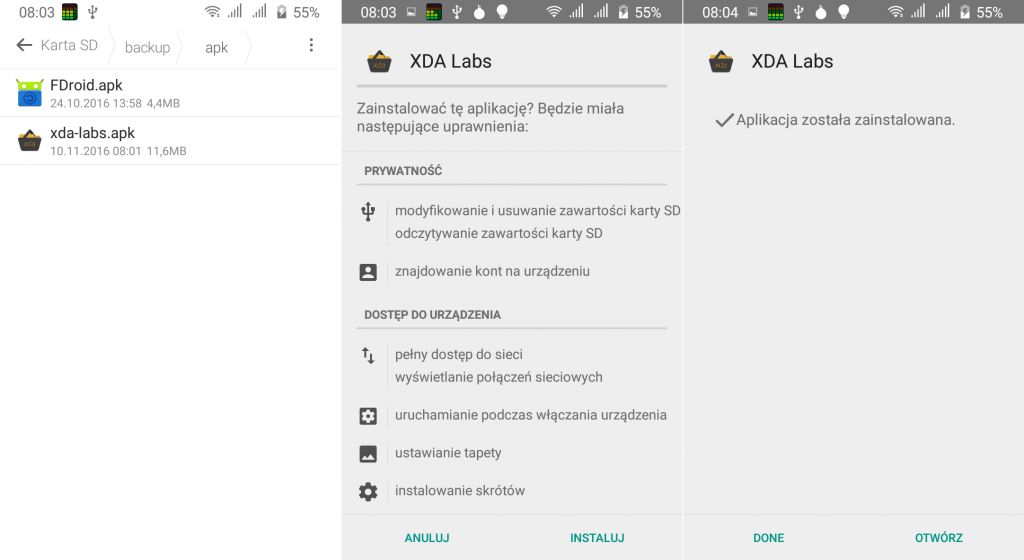 08:03 55%
Karta SD backup apk
FDroid.apk
24.10.2016 13:58 4,4MB
xda-labs.apk
10.11.2016 08:01 11,6MB
08:03 55%
xda XDA Labs
Zainstalować tę aplikację? Będzie miała
następujące uprawnienia:
PRYWATNOŚĆ
modyfikowanie i usuwanie zawartości karty SD
odczytywanie zawartości karty SD
znajdowanie kont na urządzeniu
DOSTĘP DO URZĄDZENIA
pełny dostęp do sieci
wyświetlanie połączeń sieciowych
uruchamianie podczas włączania urządzenia
ustawianie tapety
instalowanie skrótów
ANULUJ INSTALUJ
08:04 55%
xda XDA Labs
Aplikacja została zainstalowana.
DONE OTWÓRZ